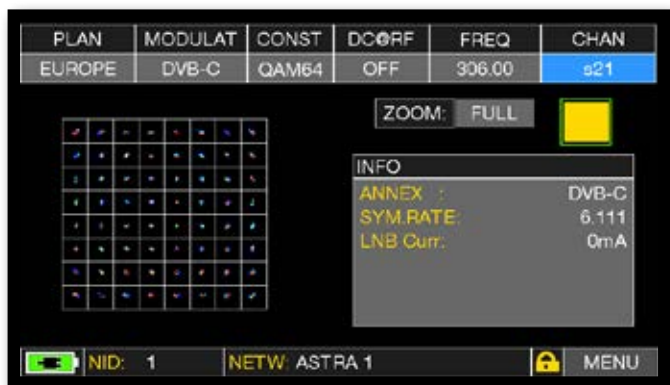 PLAN MODULAT CONST DC@RF FREQ CHAN
EUROPE DVB-C QAM64 OFF 306.00 s21
ZOOM: FULL
INFO
ANNEX : DVB-C
SYM.RATE: 6.111
LNB Curr: 0mA
NID: 1 NETW: ASTRA 1 MENU